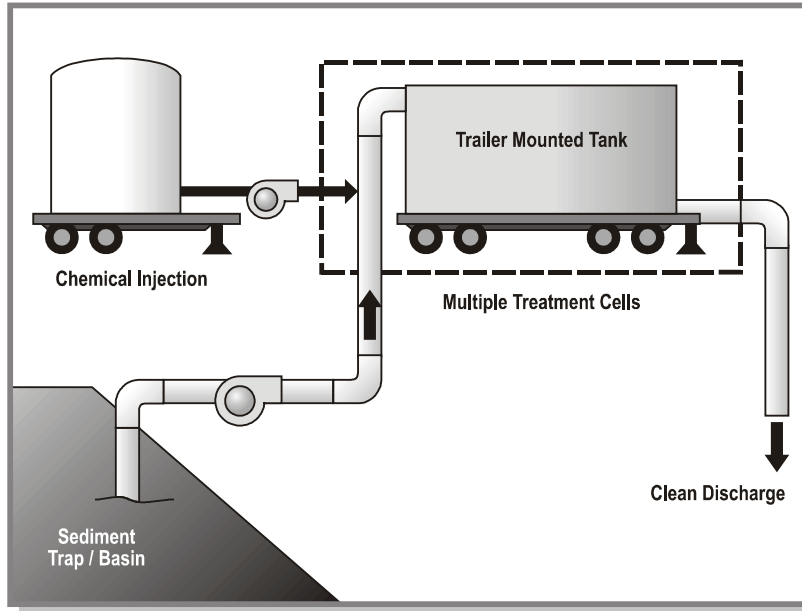 Trailer Mounted Tank
Chemical Injection
Multiple Treatment Cells
Clean Discharge
Sediment
Trap / Basin